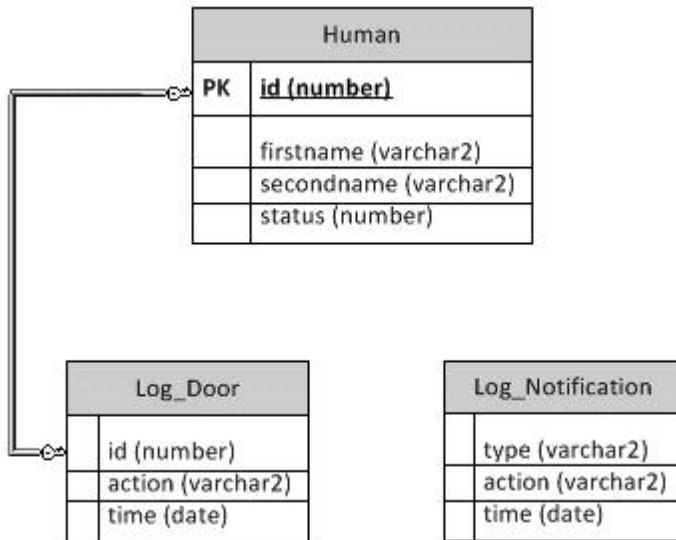 Human
PK id (number)
firstname (varchar2)
secondname (varchar2)
status (number)
Log_Door
id (number)
action (varchar2)
time (date)
Log_Notification
type (varchar2)
action (varchar2)
time (date)